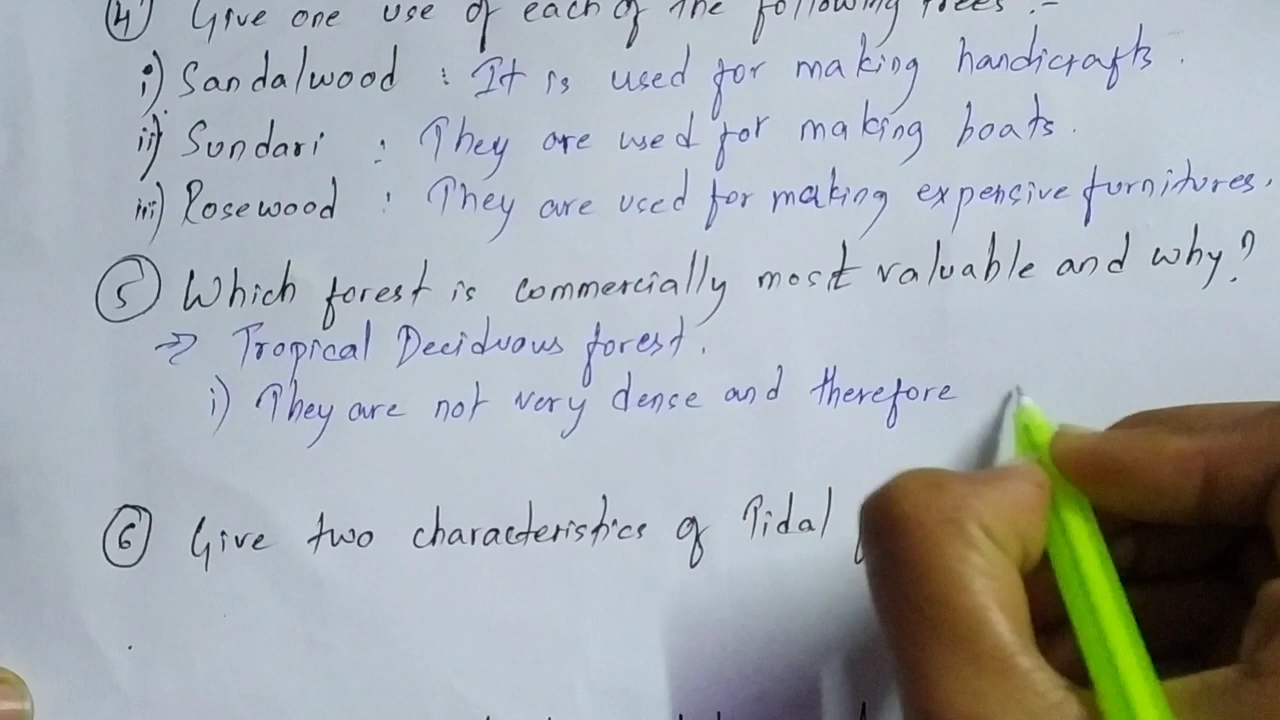 (4) Give one use of each of the following trees :-
i) Sandalwood : It is used for making handicrafts.
ii) Sundari : They are used for making boats.
iii) Rosewood : They are used for making expensive furnitures.
(5) Which forest is commercially most valuable and why?
⇒ Tropical Deciduous forest.
i) They are not very dense and therefore
(6) Give two characteristics of Tidal